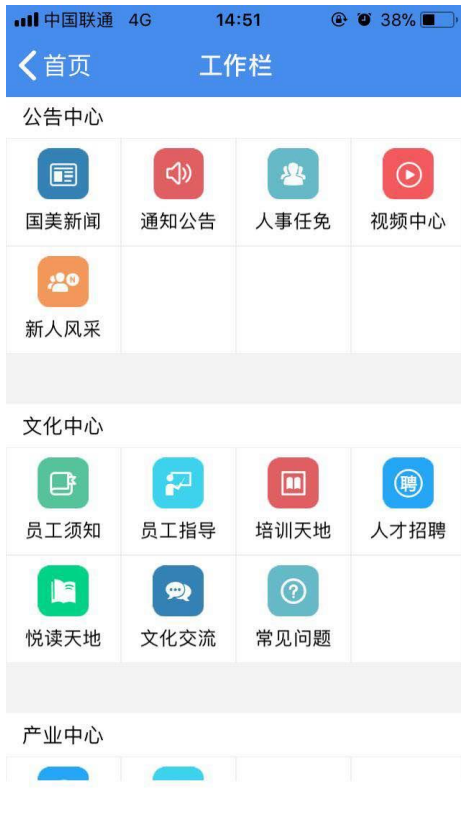 中国联通 4G 14:51 38%
首页 工作栏
公告中心
国美新闻 通知公告 人事任免 视频中心
N
新人风采
文化中心
聘
员工须知 员工指导 培训天地 人才招聘
?
悦读天地 文化交流 常见问题
产业中心